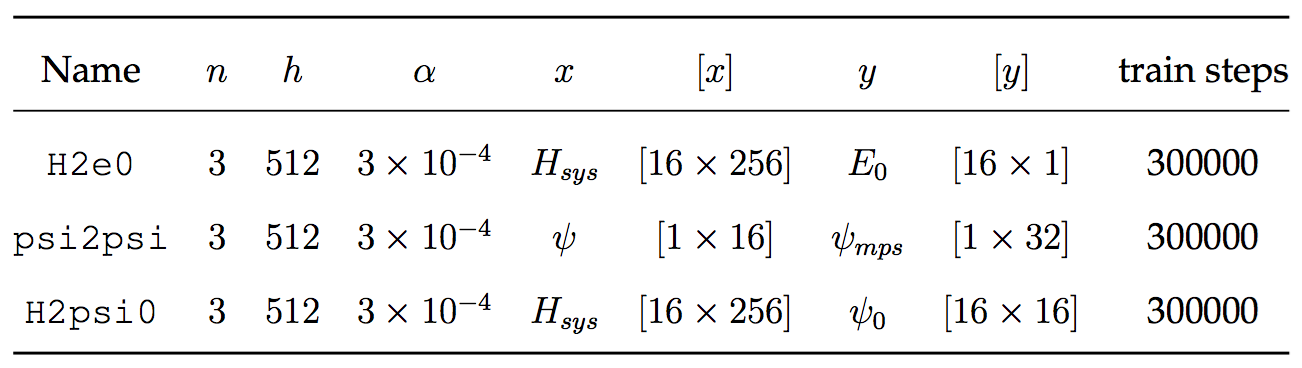 Name n h α x [x] y [y] train steps
H2e0 3 512 3 × 10⁻⁴ H_sys [16 × 256] E₀ [16 × 1] 300000
psi2psi 3 512 3 × 10⁻⁴ ψ [1 × 16] ψ_mps [1 × 32] 300000
H2psi0 3 512 3 × 10⁻⁴ H_sys [16 × 256] ψ₀ [16 × 16] 300000